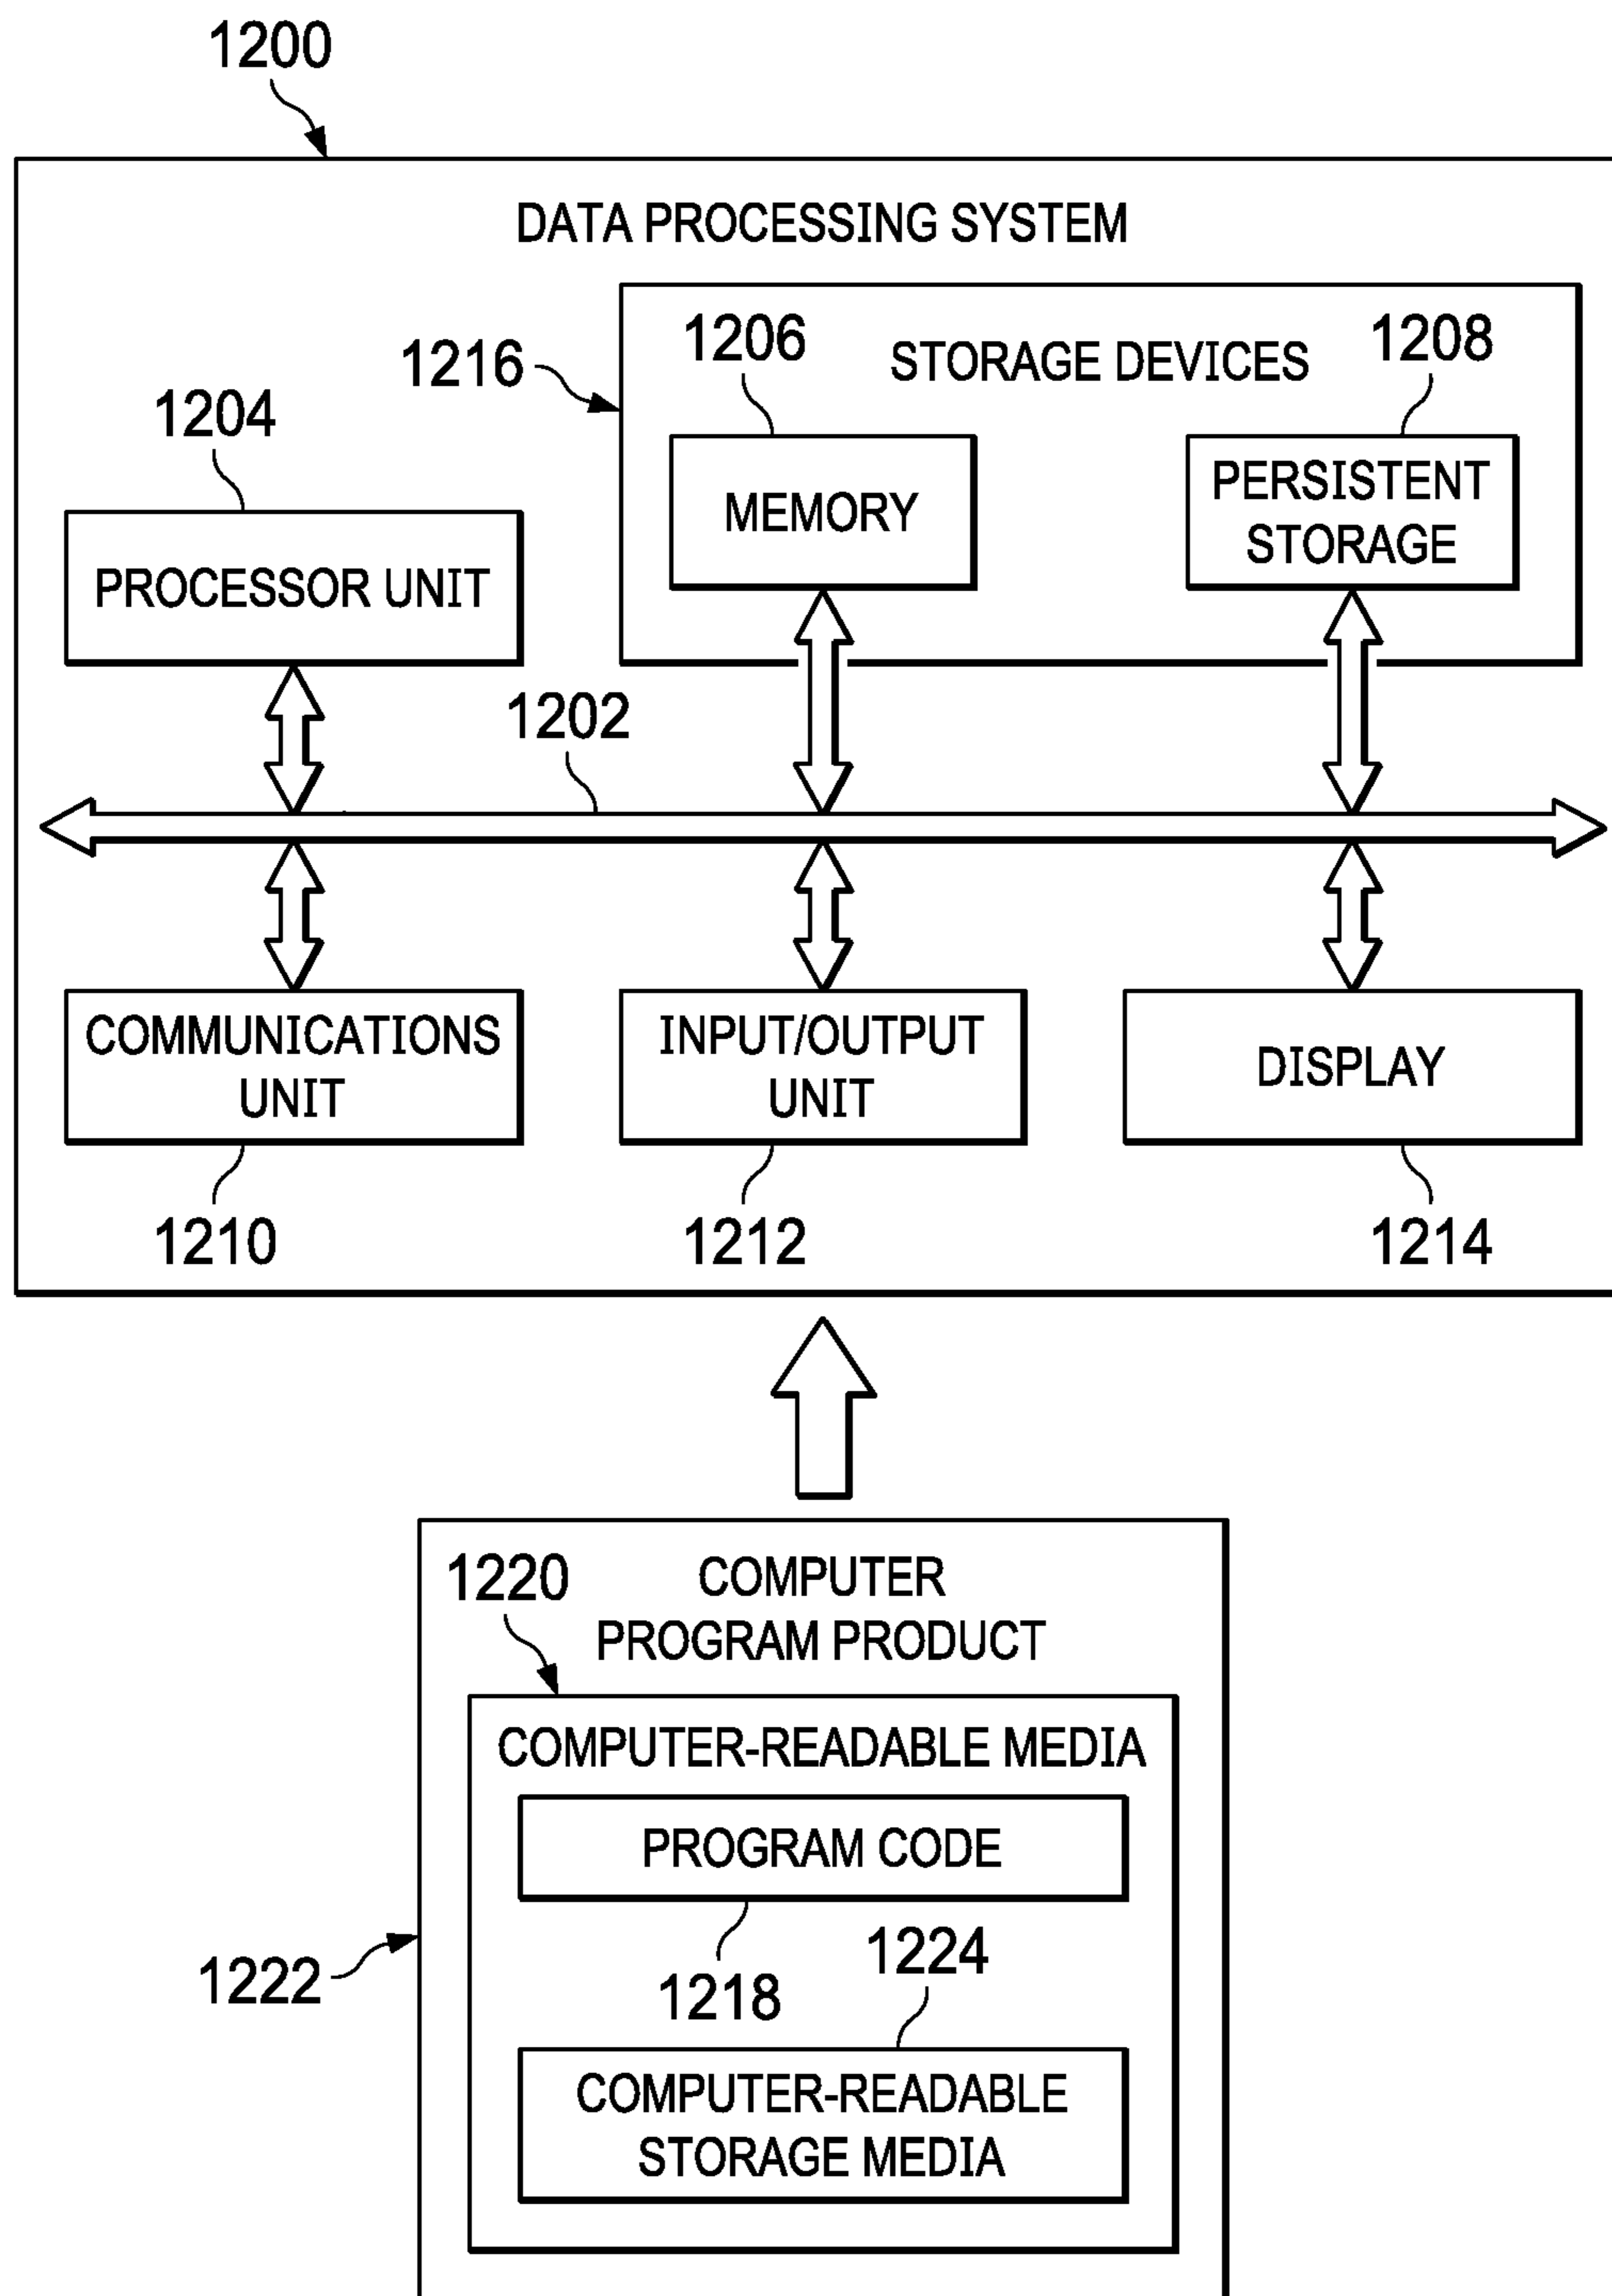 1200
DATA PROCESSING SYSTEM
1216
1206
STORAGE DEVICES
1208
1204
MEMORY
PERSISTENT
STORAGE
PROCESSOR UNIT
1202
COMMUNICATIONS
UNIT
INPUT/OUTPUT
UNIT
DISPLAY
1210
1212
1214
1220
COMPUTER
PROGRAM PRODUCT
COMPUTER-READABLE MEDIA
PROGRAM CODE
1222
1218
1224
COMPUTER-READABLE
STORAGE MEDIA